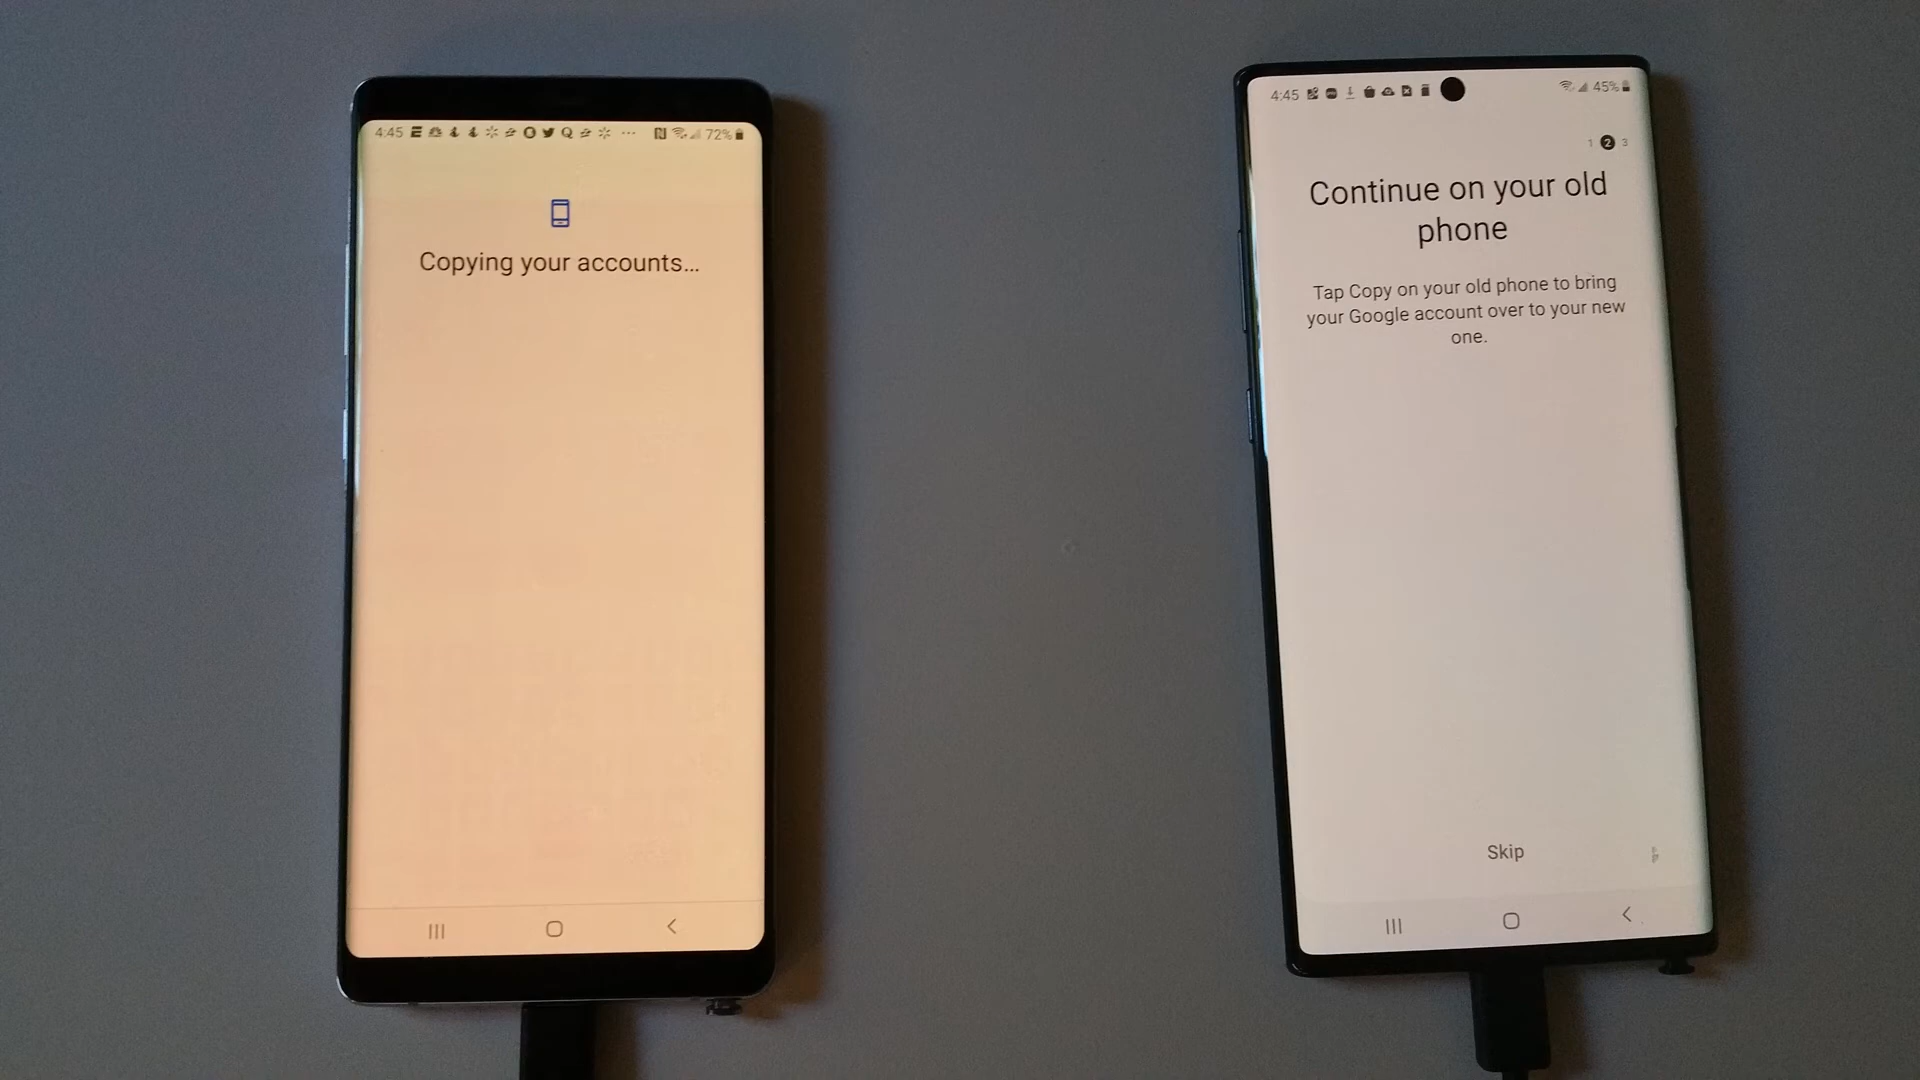 4:45
72%
Copying your accounts...
4:45
45%
1 2 3
Continue on your old
phone
Tap Copy on your old phone to bring
your Google account over to your new
one.
Skip